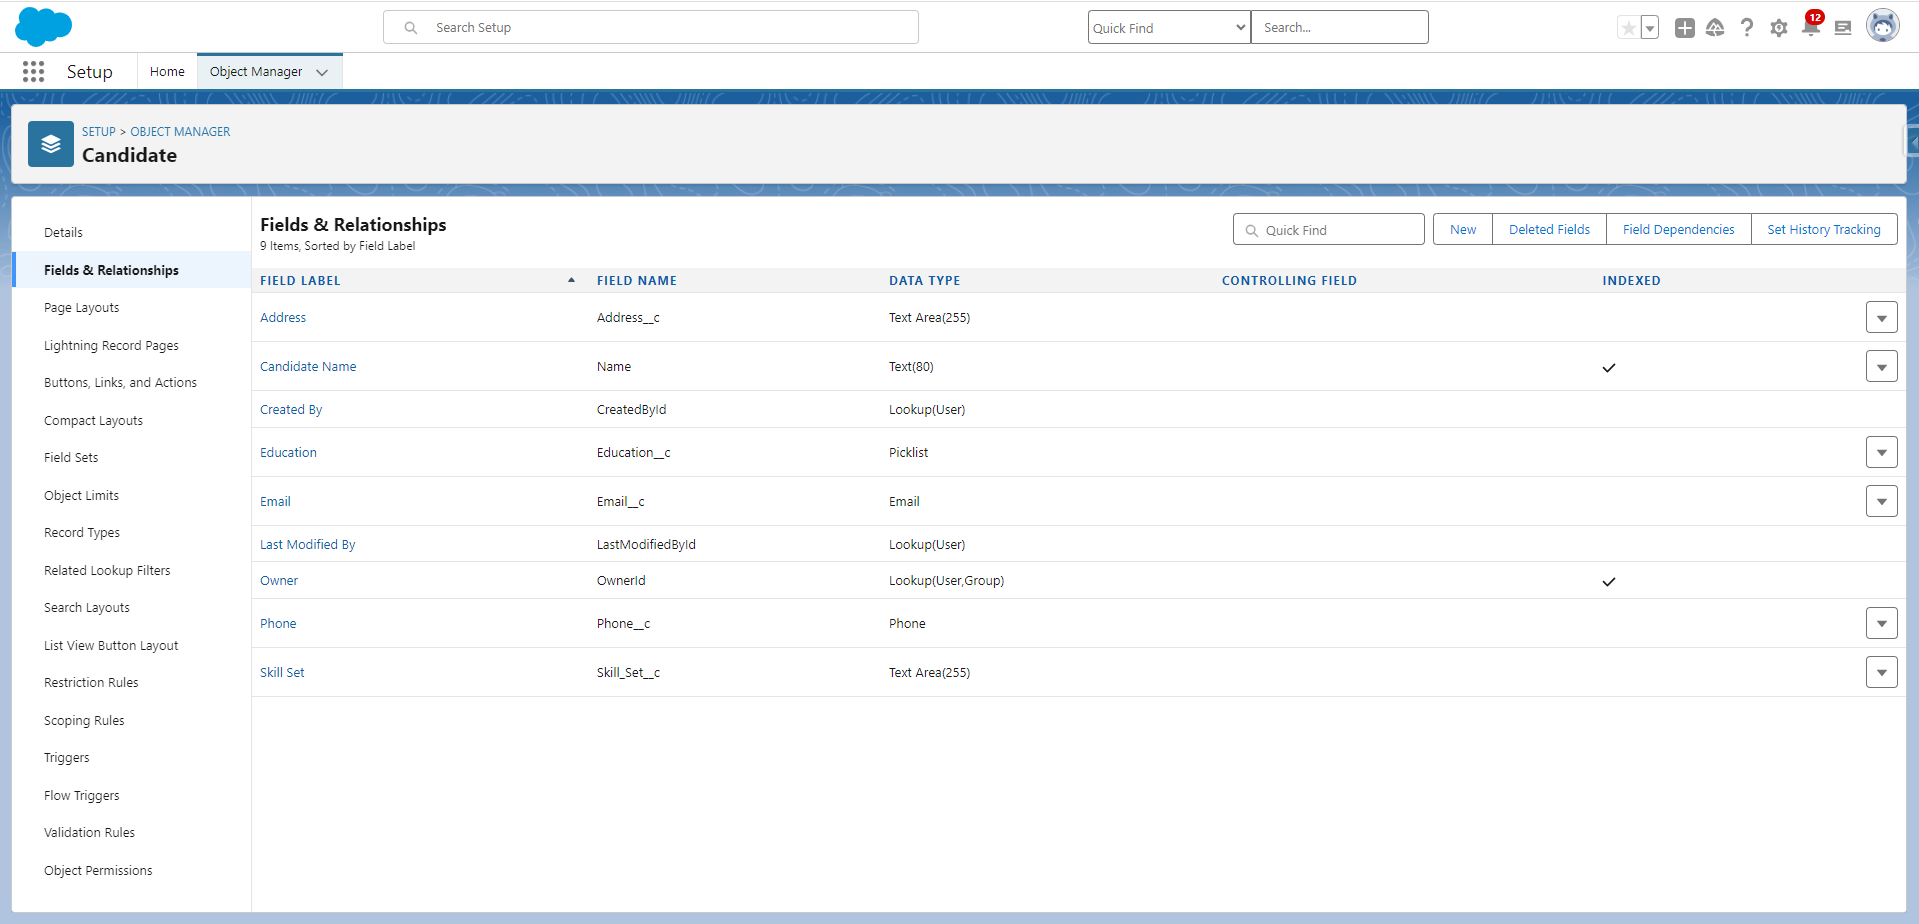 Search Setup
Quick Find
Search...
12
Setup
Home
Object Manager
SETUP > OBJECT MANAGER
Candidate
Details
Fields & Relationships
Page Layouts
Lightning Record Pages
Buttons, Links, and Actions
Compact Layouts
Field Sets
Object Limits
Record Types
Related Lookup Filters
Search Layouts
List View Button Layout
Restriction Rules
Scoping Rules
Triggers
Flow Triggers
Validation Rules
Object Permissions
Fields & Relationships
9 Items, Sorted by Field Label
Quick Find
New
Deleted Fields
Field Dependencies
Set History Tracking
FIELD LABEL FIELD NAME DATA TYPE CONTROLLING FIELD INDEXED
Address Address__c Text Area(255)
Candidate Name Name Text(80)
Created By CreatedById Lookup(User)
Education Education__c Picklist
Email Email__c Email
Last Modified By LastModifiedById Lookup(User)
Owner OwnerId Lookup(User,Group)
Phone Phone__c Phone
Skill Set Skill_Set__c Text Area(255)